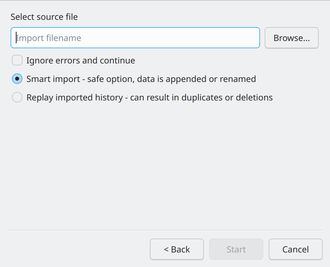 Select source file
Import filename
Browse...
Ignore errors and continue
Smart import - safe option, data is appended or renamed
Replay imported history - can result in duplicates or deletions
< Back
Start
Cancel